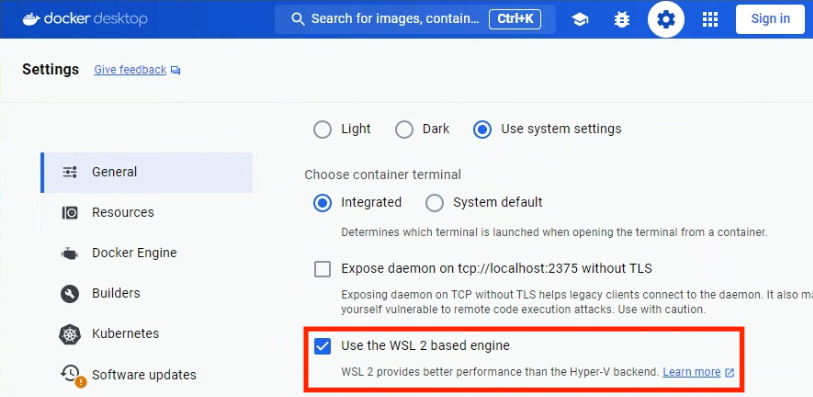 docker desktop
Search for images, contain... Ctrl+K
Sign in
Settings Give feedback
Light Dark Use system settings
General
Resources
Docker Engine
Builders
Kubernetes
Software updates
Choose container terminal
Integrated System default
Determines which terminal is launched when opening the terminal from a container.
Expose daemon on tcp://localhost:2375 without TLS
Exposing daemon on TCP without TLS helps legacy clients connect to the daemon. It also
yourself vulnerable to remote code execution attacks. Use with caution.
Use the WSL 2 based engine
WSL 2 provides better performance than the Hyper-V backend. Learn more